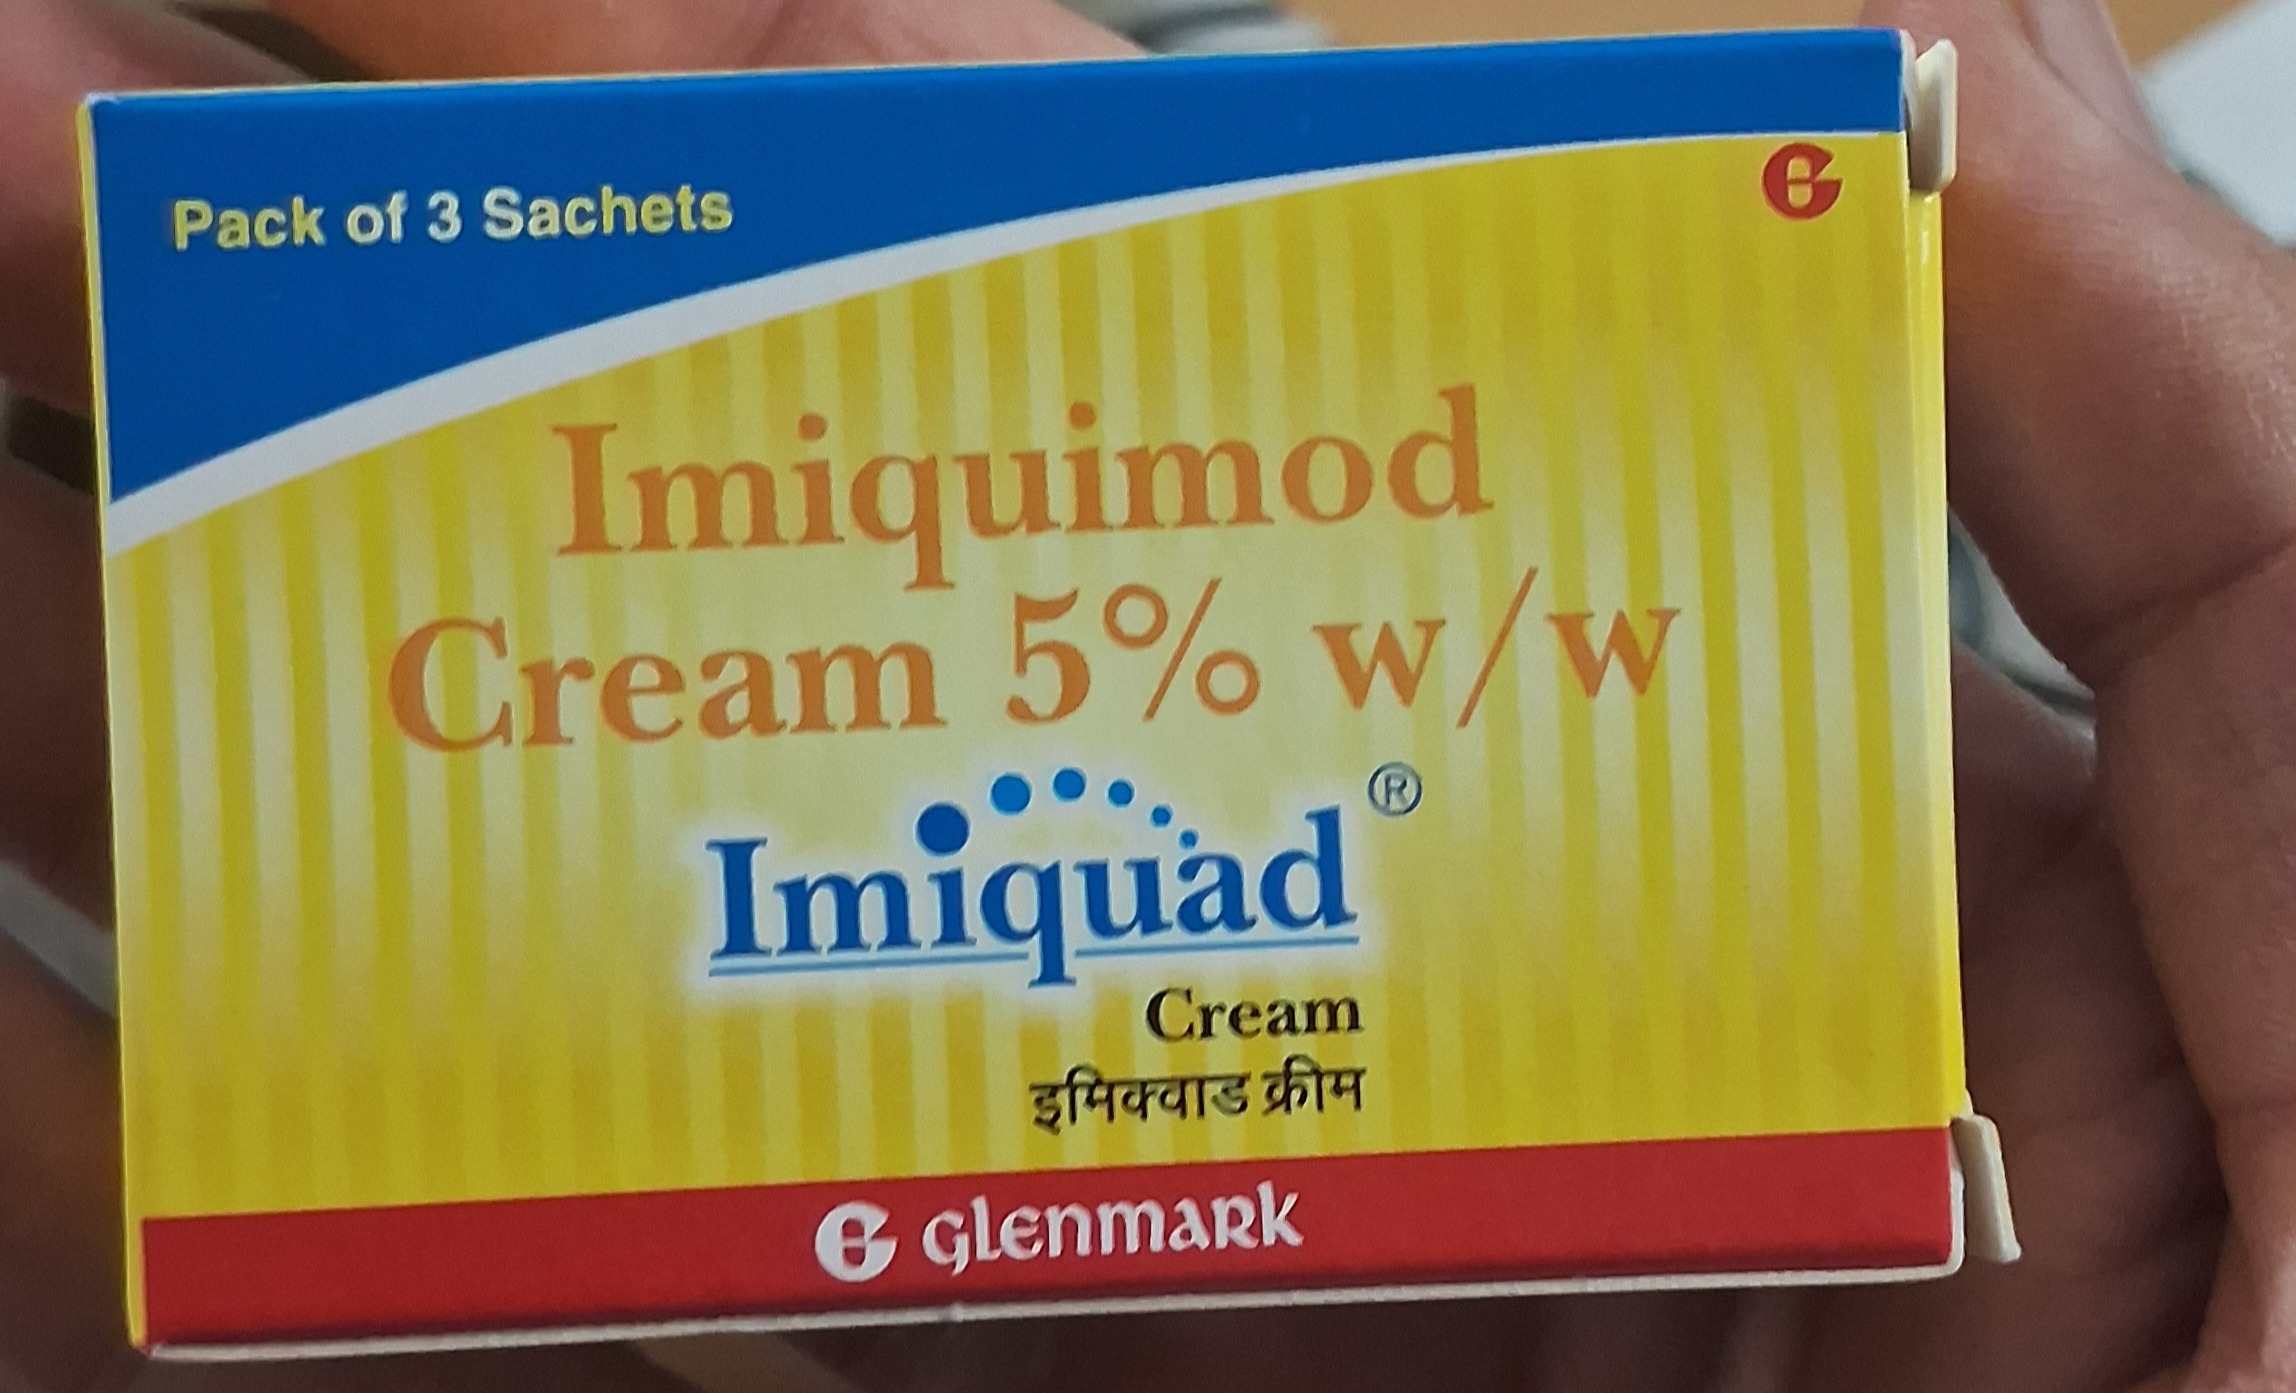 Pack of 3 Sachets
Imiquimod
Cream 5% w/w
Imiquad®
Cream
इमिक्वाड क्रीम
GLENMARK